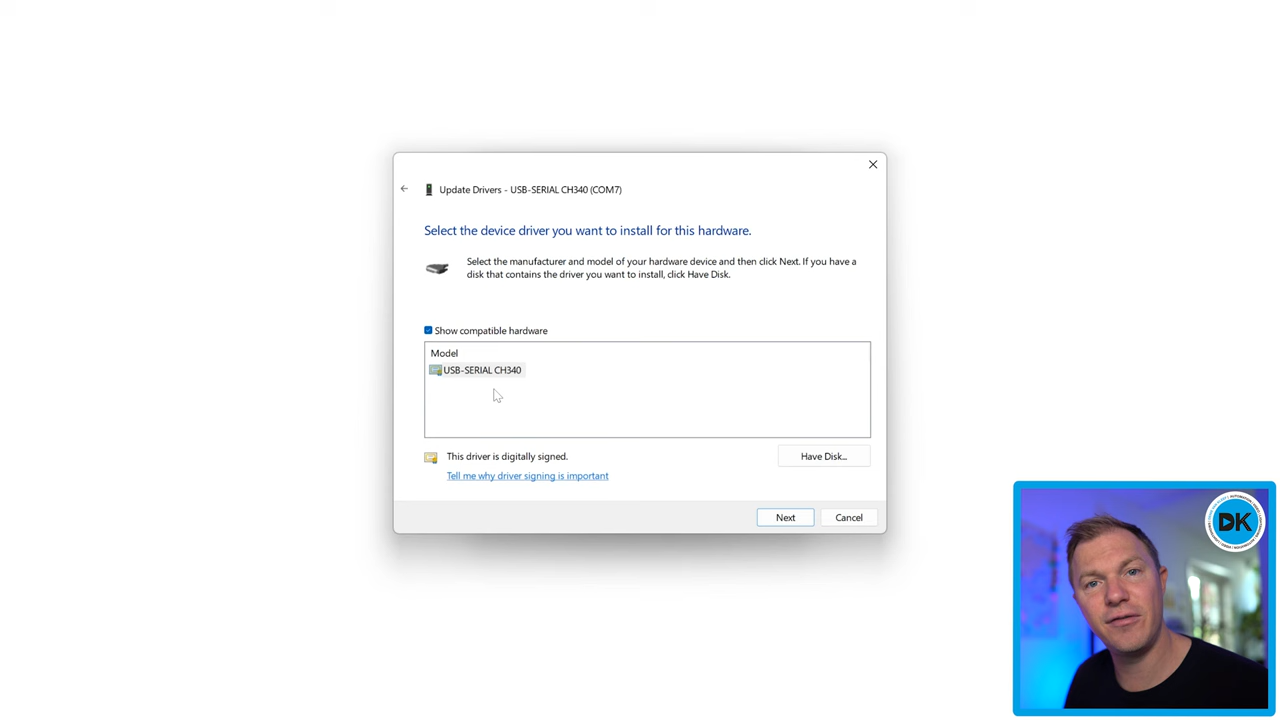 Update Drivers - USB-SERIAL CH340 (COM7)
Select the device driver you want to install for this hardware.
Select the manufacturer and model of your hardware device and then click Next. If you have a
disk that contains the driver you want to install, click Have Disk.
Show compatible hardware
Model
USB-SERIAL CH340
This driver is digitally signed.
Have Disk...
Tell me why driver signing is important
Next
Cancel
DK